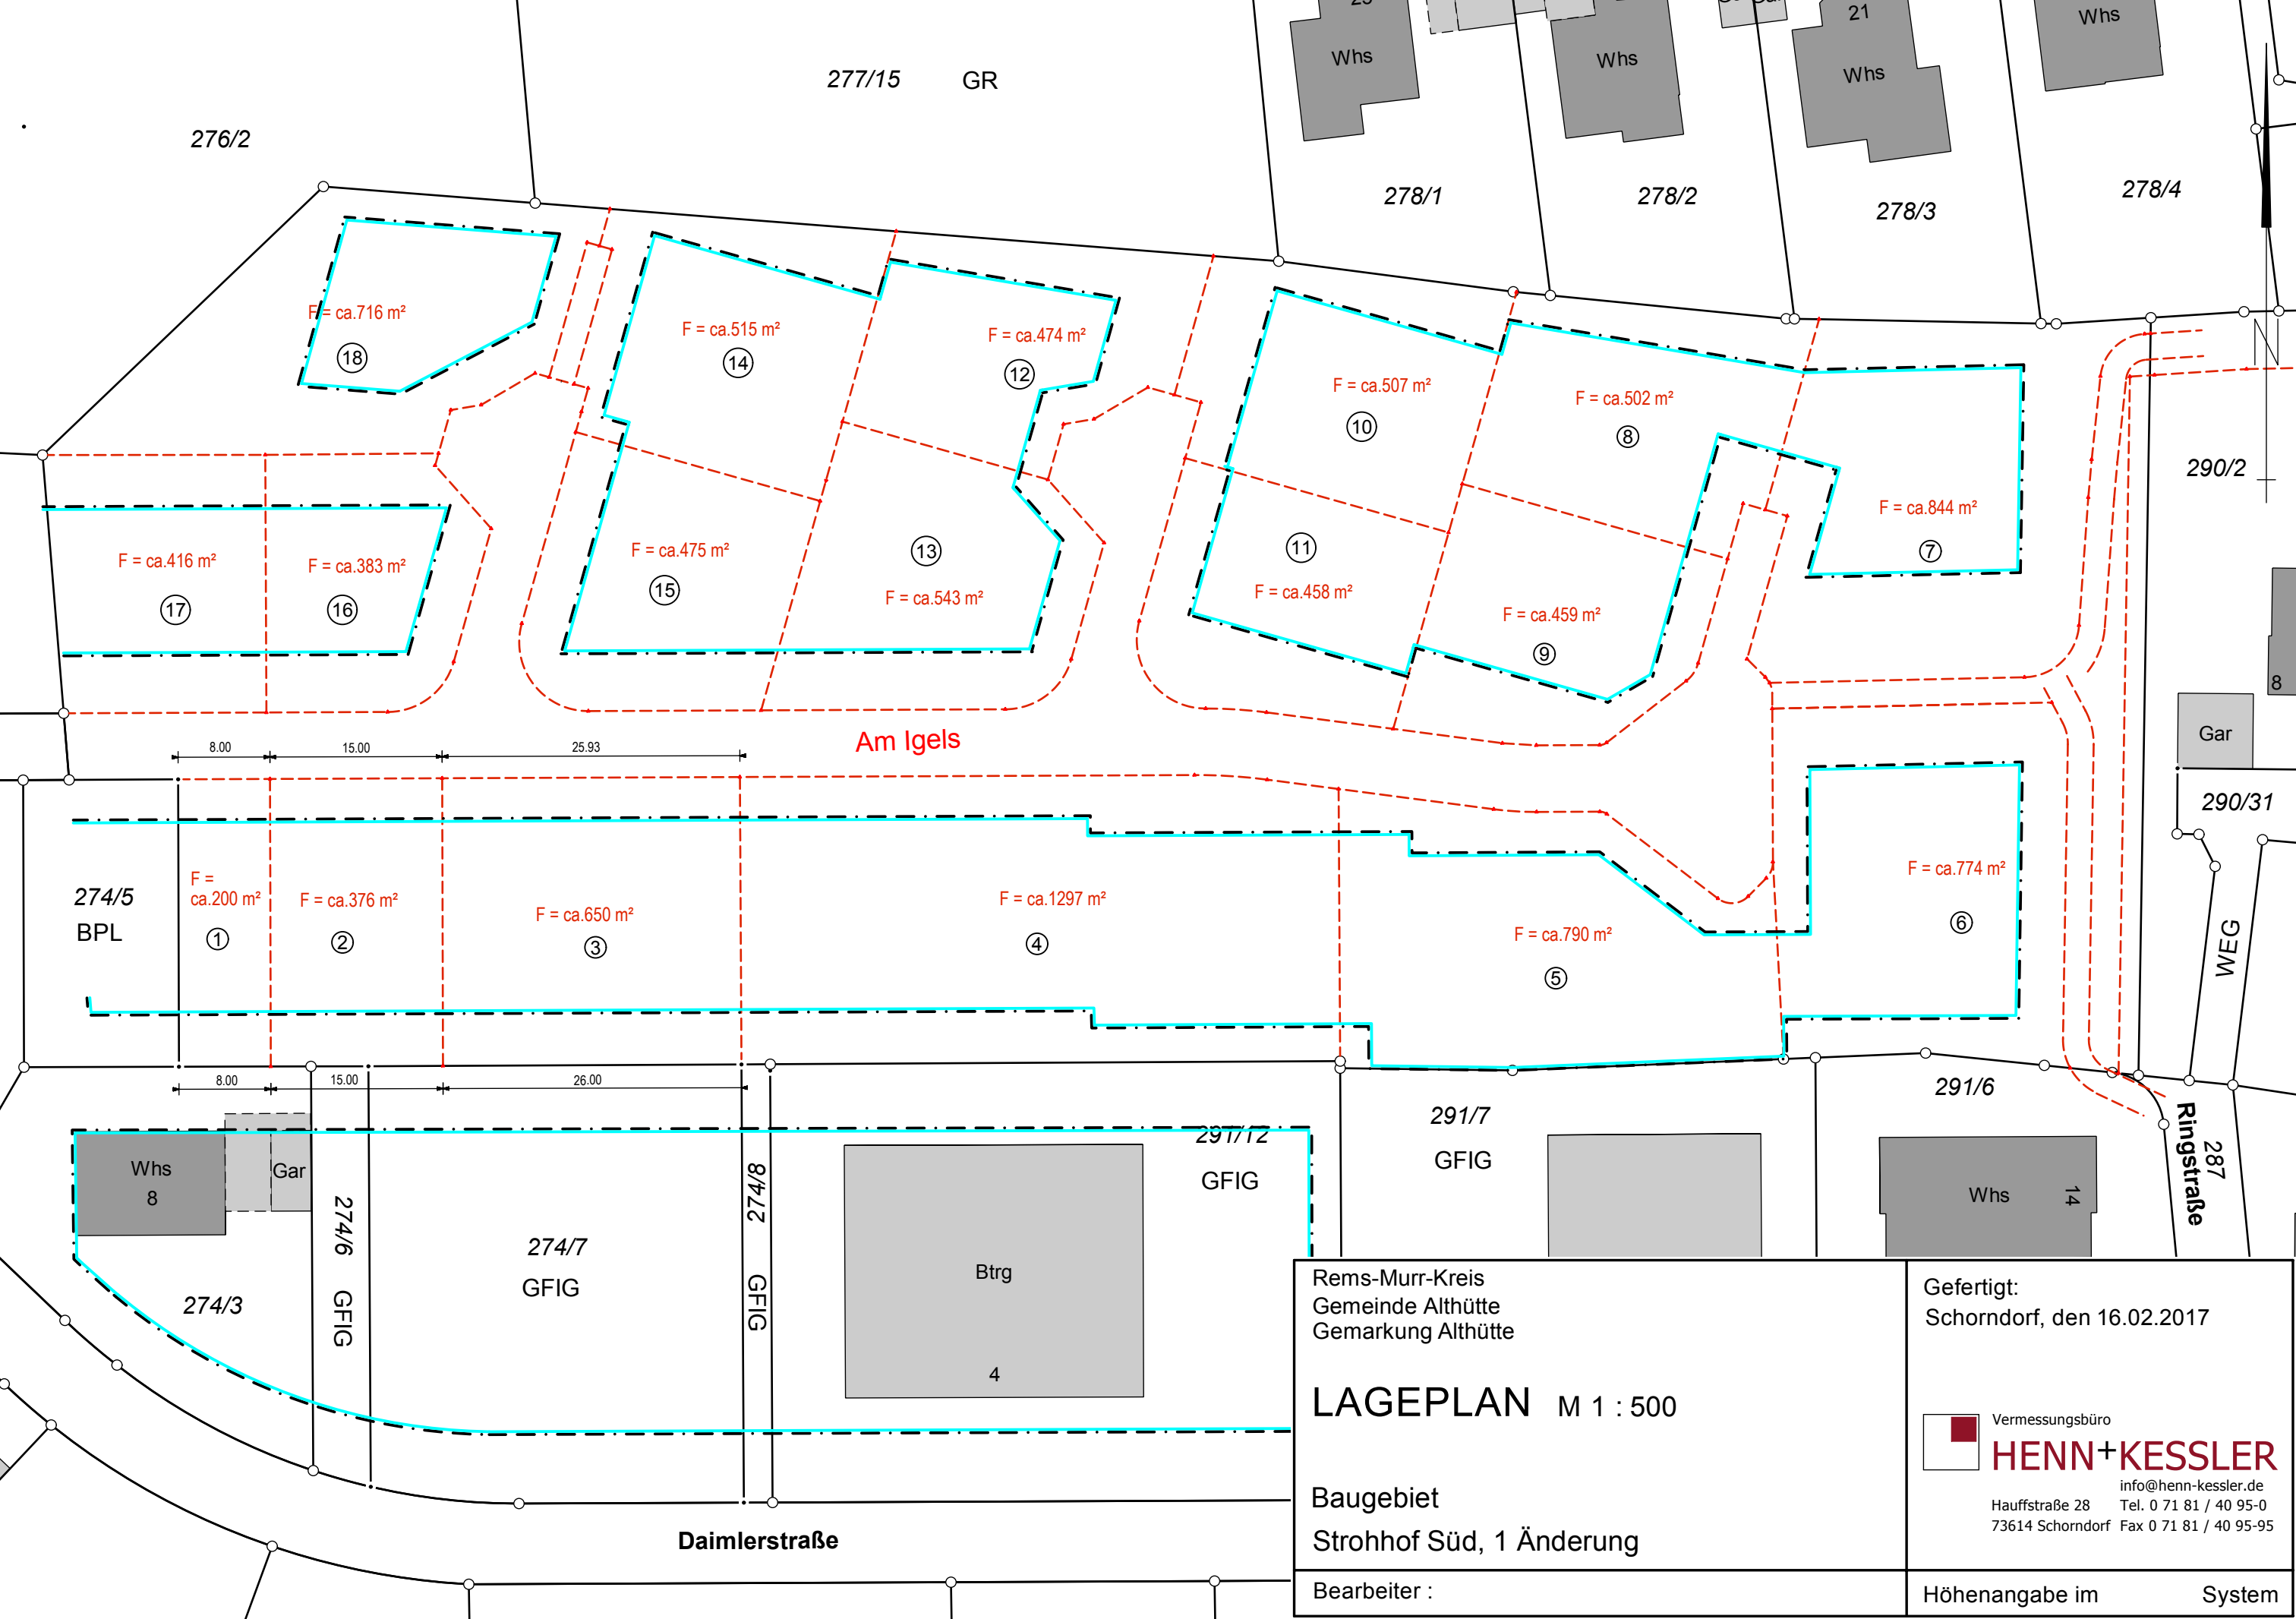 21
Whs
Whs
Whs
Whs
277/15 GR
276/2
278/1
278/2
278/3
278/4
F = ca.716 m²
18
F = ca.515 m²
14
F = ca.474 m²
12
F = ca.507 m²
10
F = ca.502 m²
8
N
290/2
F = ca.844 m²
7
F = ca.416 m²
17
F = ca.383 m²
16
F = ca.475 m²
15
13
F = ca.543 m²
11
F = ca.458 m²
F = ca.459 m²
9
8
Gar
Am Igels
8.00
15.00
25.93
290/31
274/5
BPL
F =
ca.200 m²
1
F = ca.376 m²
2
F = ca.650 m²
3
F = ca.1297 m²
4
F = ca.790 m²
5
F = ca.774 m²
6
WEG
8.00
15.00
26.00
291/7
GFIG
291/6
291/12
GFIG
287
Ringstraße
Whs
8
Gar
274/6 GFIG
274/7
GFIG
274/8 GFIG
274/3
Btrg
4
Whs
14
Daimlerstraße
Rems-Murr-Kreis
Gemeinde Althütte
Gemarkung Althütte
LAGEPLAN M 1 : 500
Baugebiet
Strohhof Süd, 1 Änderung
Bearbeiter :
Gefertigt:
Schorndorf, den 16.02.2017
Vermessungsbüro
HENN+KESSLER
info@henn-kessler.de
Hauffstraße 28 Tel. 0 71 81 / 40 95-0
73614 Schorndorf Fax 0 71 81 / 40 95-95
Höhenangabe im System